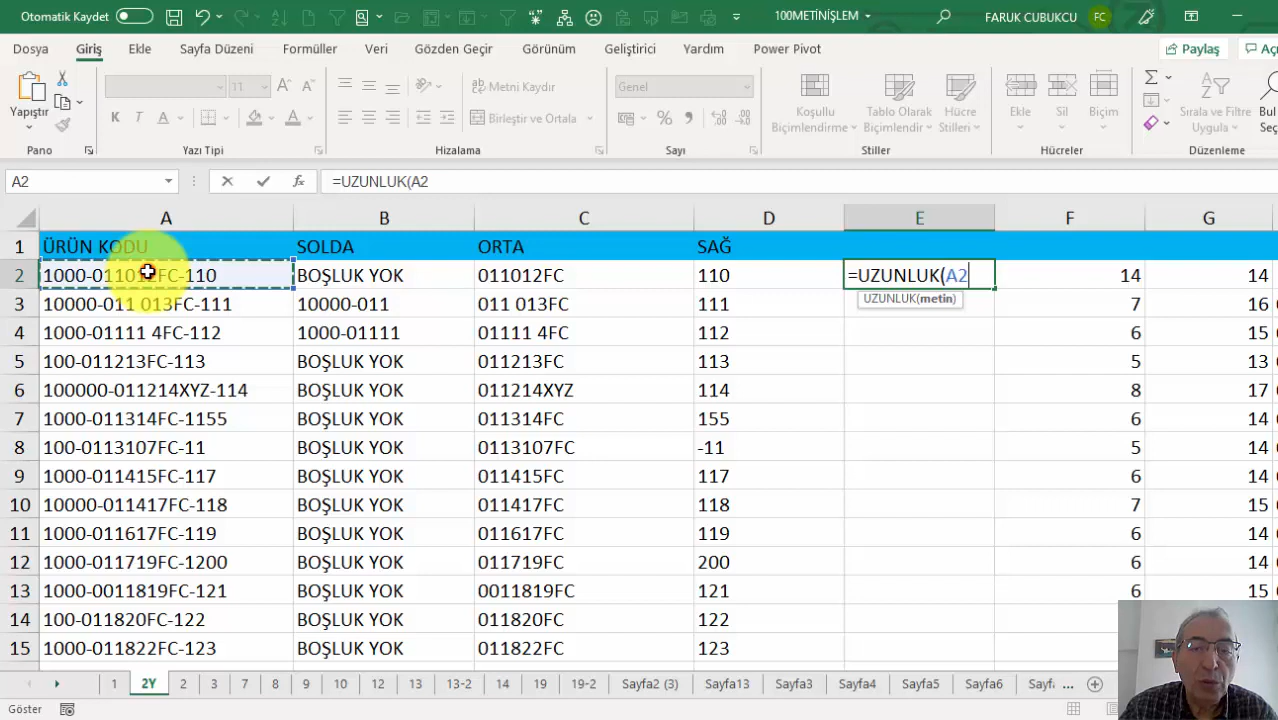 Otomatik Kaydet
100METİNİŞLEM
FARUK CUBUKCU
FC
Dosya Giriş Ekle Sayfa Düzeni Formüller Veri Gözden Geçir Görünüm Geliştirici Yardım Power Pivot Paylaş
Yapıştır
11
Metni Kaydır
Genel
Birleştir ve Ortala
K T A
Koşullu Biçimlendirme
Tablo Olarak Biçimlendir
Hücre Stilleri
Ekle Sil Biçim
Sırala ve Filtre Uygula
Pano Yazı Tipi Hizalama Sayı Stiller Hücreler Düzenleme
A2 fx =UZUNLUK(A2
A B C D E F G
1 ÜRÜN KODU SOLDA ORTA SAĞ
2 1000-011012FC-110 BOŞLUK YOK 011012FC 110 =UZUNLUK(A2 14 14
UZUNLUK(metin)
3 10000-011 013FC-111 10000-011 011 013FC 111 7 16
4 1000-01111 4FC-112 1000-01111 01111 4FC 112 6 15
5 100-011213FC-113 BOŞLUK YOK 011213FC 113 5 13
6 100000-011214XYZ-114 BOŞLUK YOK 011214XYZ 114 8 17
7 1000-011314FC-1155 BOŞLUK YOK 011314FC 155 6 15
8 100-0113107FC-11 BOŞLUK YOK 0113107FC -11 5 14
9 1000-011415FC-117 BOŞLUK YOK 011415FC 117 6 14
10 10000-011417FC-118 BOŞLUK YOK 011417FC 118 7 15
11 1000-011617FC-119 BOŞLUK YOK 011617FC 119 6 14
12 1000-011719FC-1200 BOŞLUK YOK 011719FC 200 6 14
13 1000-0011819FC-121 BOŞLUK YOK 0011819FC 121 6 15
14 100-011820FC-122 BOŞLUK YOK 011820FC 122
15 1000-011822FC-123 BOŞLUK YOK 011822FC 123
1 2Y 2 3 7 8 9 10 12 13 13-2 14 19 19-2 Sayfa2 (3) Sayfa13 Sayfa3 Sayfa4 Sayfa5 Sayfa6 ...
Göster